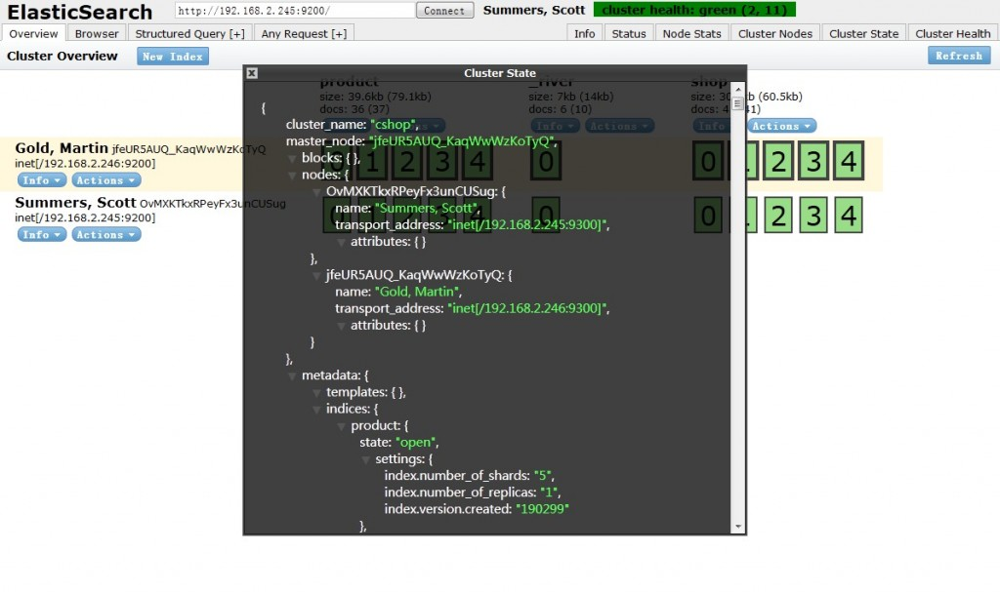 ElasticSearch http://192.168.2.245:9200/ Connect Summers, Scott cluster health: green (2, 11)
Overview Browser Structured Query [+] Any Request [+] Info Status Node Stats Cluster Nodes Cluster State Cluster Health
Cluster Overview New Index Refresh
Cluster State
product _river shop
size: 39.6kb (79.1kb) size: 7kb (14kb) size: (60.5kb)
docs: 36 (37) docs: 6 (10) docs:
Info Actions Info Actions
Gold, Martin jfeUR5AUQ_KaqWwWzKoTyQ 0 1 2 3 4 0 0 1 2 3 4
inet[/192.168.2.246:9200]
Info Actions
Summers, Scott OvMXKTkxRPeyFx3unCUSug 0 1 2 3 4 0 0 1 2 3 4
inet[/192.168.2.245:9200]
Info Actions
{
cluster_name: "cshop",
master_node: "jfeUR5AUQ_KaqWwWzKoTyQ",
blocks: { },
nodes: {
OvMXKTkxRPeyFx3unCUSug: {
name: "Summers, Scott",
transport_address: "inet[/192.168.2.245:9300]",
attributes: { }
},
jfeUR5AUQ_KaqWwWzKoTyQ: {
name: "Gold, Martin",
transport_address: "inet[/192.168.2.246:9300]",
attributes: { }
}
},
metadata: {
templates: { },
indices: {
product: {
state: "open",
settings: {
index.number_of_shards: "5",
index.number_of_replicas: "1",
index.version.created: "190299"
},